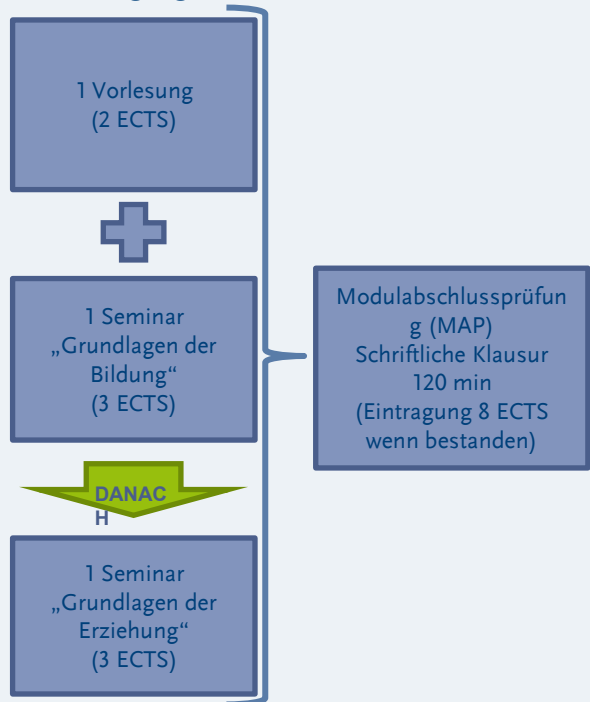 1 Vorlesung
(2 ECTS)
1 Seminar
„Grundlagen der
Bildung“
(3 ECTS)
DANAC
H
1 Seminar
„Grundlagen der
Erziehung“
(3 ECTS)
Modulabschlussprüfun
g (MAP)
Schriftliche Klausur
120 min
(Eintragung 8 ECTS
wenn bestanden)